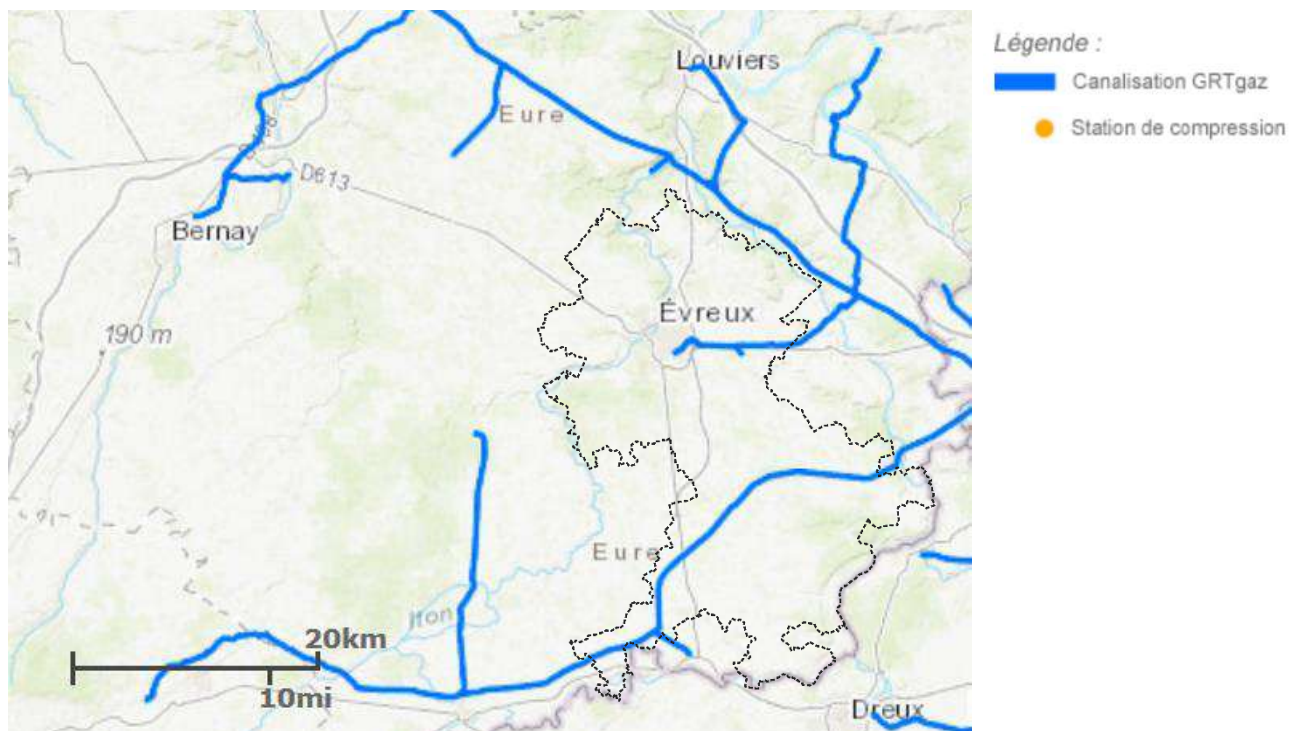 Légende :
Canalisation GRTgaz
Station de compression
Louviers
Eure
D613
Bernay
Évreux
190 m
Eure
Iton
20km
10mi
Dreux